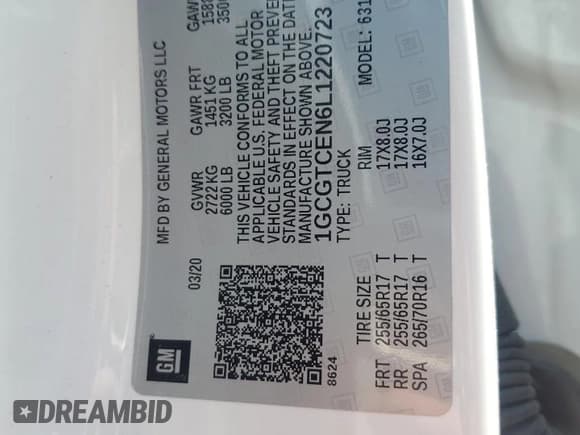 MFD BY GENERAL MOTORS LLC
03/20
GVWR GAWR FRT GAW
2722 KG 1451 KG 158
6000 LB 3200 LB 350
THIS VEHICLE CONFORMS TO ALL
APPLICABLE U.S. FEDERAL MOTOR
VEHICLE SAFETY AND THEFT PREVE
STANDARDS IN EFFECT ON THE DAT
MANUFACTURE SHOWN ABOVE.
1GCGTCEN6L1220723
TYPE: TRUCK MODEL: 631
TIRE SIZE RIM
FRT 255/65R17 T 17X8.0J
RR 255/65R17 T 17X8.0J
SPA 265/70R16 T 16X7.0J
GM
8624
DREAMBID